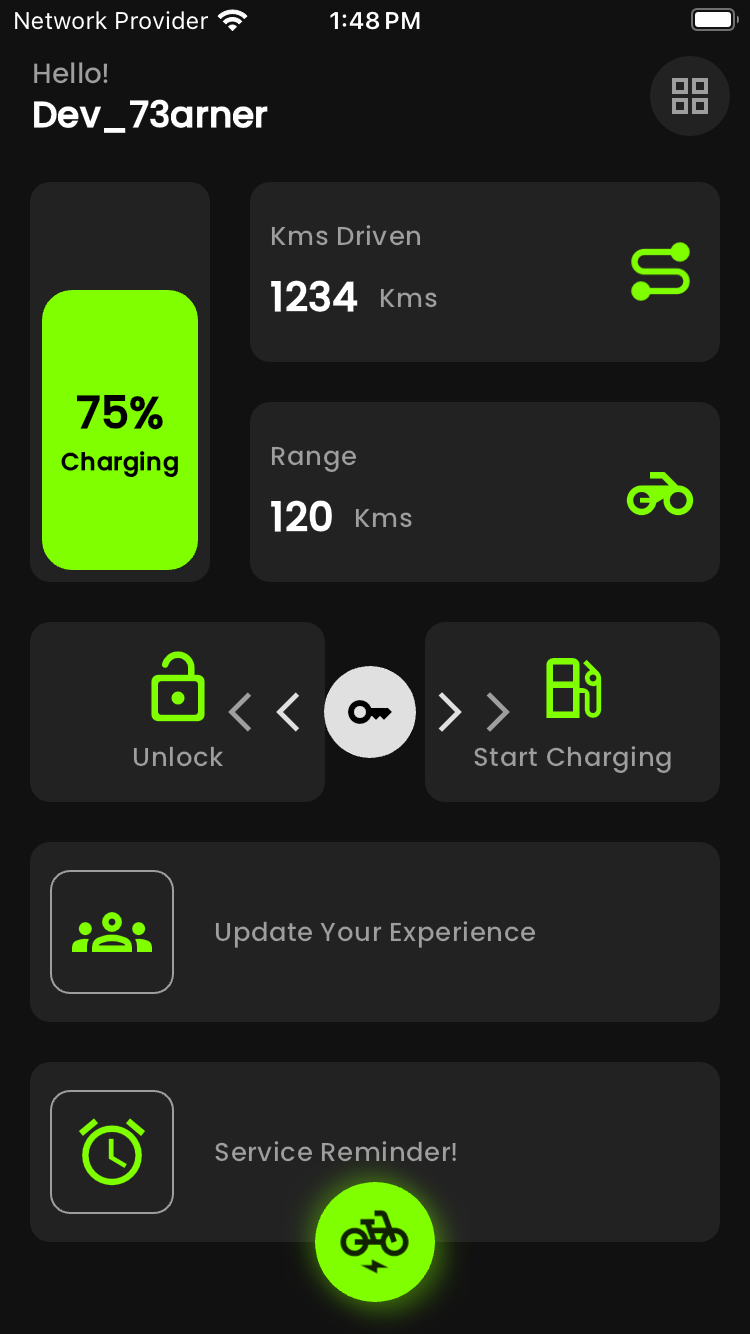 Network Provider 1:48 PM
Hello!
Dev_73arner
75%
Charging
Kms Driven
1234 Kms
Range
120 Kms
Unlock
Start Charging
Update Your Experience
Service Reminder!